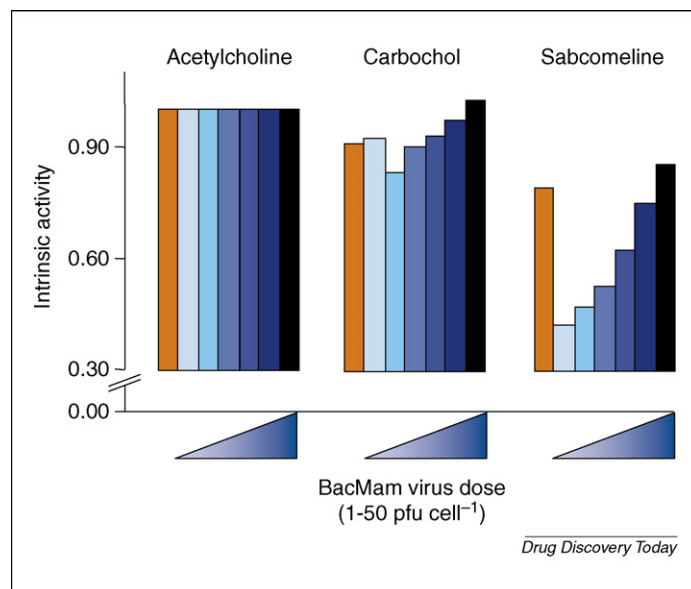 Acetylcholine Carbochol Sabcomeline
Intrinsic activity
0.90
0.60
0.30
0.00
BacMam virus dose
(1-50 pfu cell⁻¹)
Drug Discovery Today